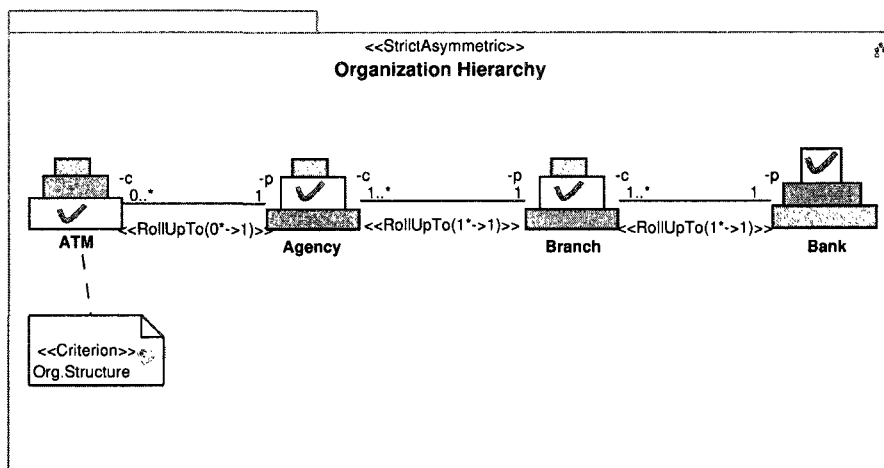 <<StrictAsymmetric>>
Organization Hierarchy
-c
-p
-c
-p
-c
-p
0..*
1
1..*
1
1..*
1
<<RollUpTo(0*->1)>>
<<RollUpTo(1*->1)>>
<<RollUpTo(1*->1)>>
ATM
Agency
Branch
Bank
<<Criterion>>
Org.Structure